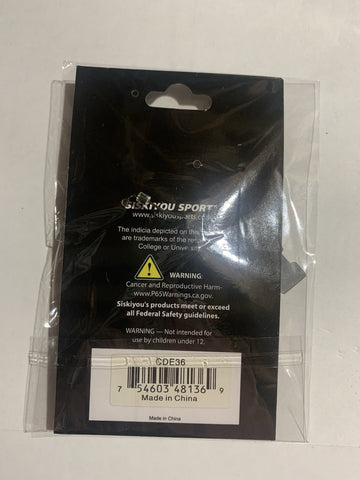 SISKIYOU SPORTS
www.siskiyousports.co
The indicia depicted on this
are trademarks of the re
College or Univers
WARNING:
Cancer and Reproductive Harm-
www.P65Warnings.ca.gov.
Siskiyou's products meet or exceed
all Federal Safety guidelines.
WARNING — Not intended for
use by children under 12.
CDE36
7 54603 48136 9
Made in China
Made in China